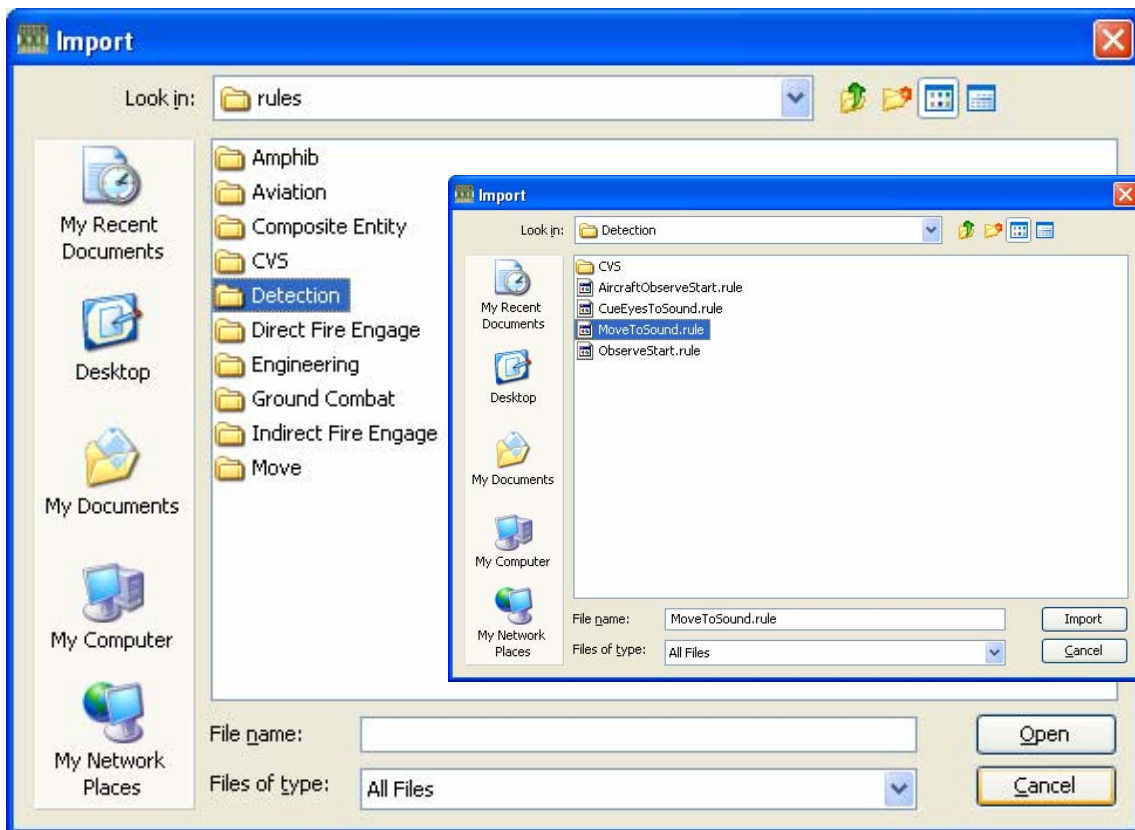 Import
Look in:
rules
My Recent
Documents
Desktop
My Documents
My Computer
My Network
Places
Amphib
Aviation
Composite Entity
CVS
Detection
Direct Fire Engage
Engineering
Ground Combat
Indirect Fire Engage
Move
File name:
Open
Files of type:
All Files
Cancel
Import
Look in:
Detection
My Recent
Documents
Desktop
My Documents
My Computer
My Network
Places
CVS
AircraftObserveStart.rule
CueEyesToSound.rule
MoveToSound.rule
ObserveStart.rule
File name:
MoveToSound.rule
Import
Files of type:
All Files
Cancel